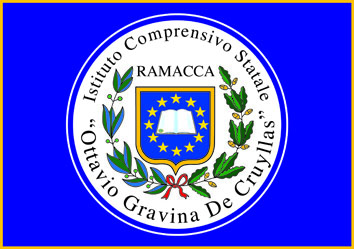 Istituto Comprensivo Statale
RAMACCA
“Ottavio Gravina De Cruyllas”